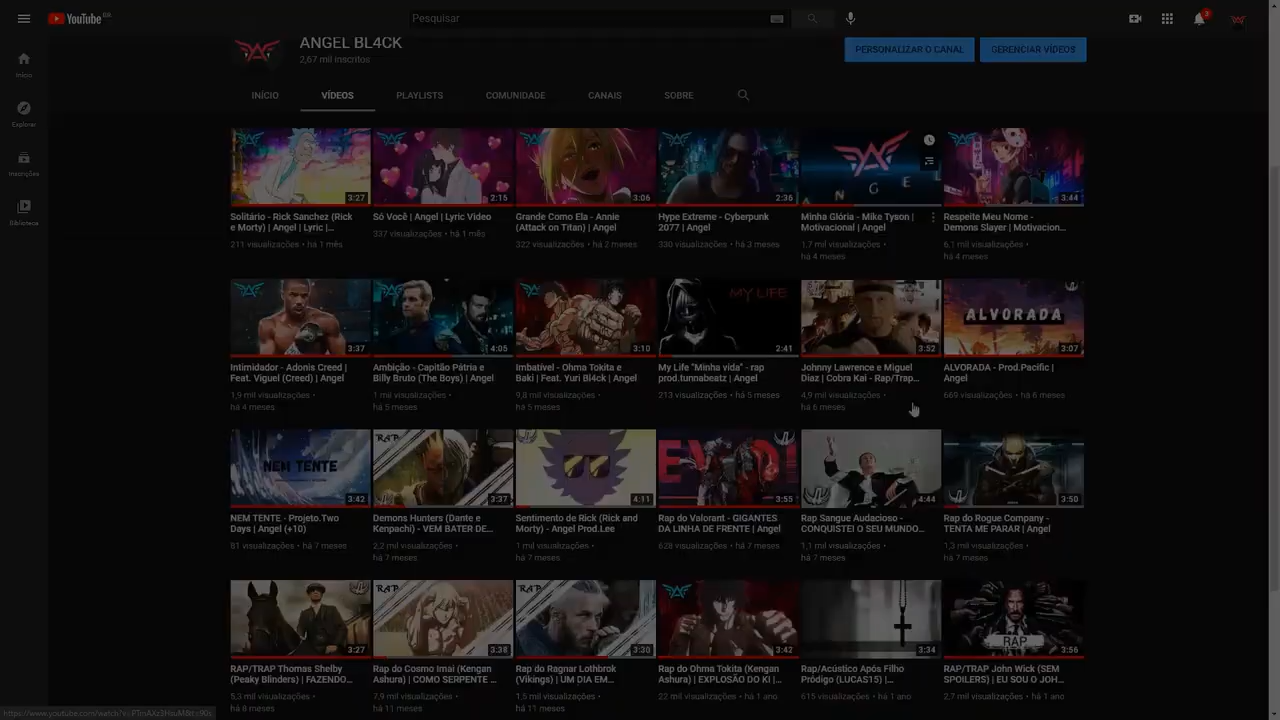 YouTube BR
Pesquisar
3
ANGEL BL4CK
2,67 mil inscritos
PERSONALIZAR O CANAL
GERENCIAR VÍDEOS
Início
Explorar
Inscrições
Biblioteca
INÍCIO VÍDEOS PLAYLISTS COMUNIDADE CANAIS SOBRE
3:27
Solitário - Rick Sanchez (Rick
e Morty) | Angel | Lyric |...
211 visualizações • há 1 mês
2:15
Só Você | Angel | Lyric Video
337 visualizações • há 1 mês
3:06
Grande Como Ela - Annie
(Attack on Titan) | Angel
322 visualizações • há 2 meses
2:36
Hype Extreme - Cyberpunk
2077 | Angel
330 visualizações • há 3 meses
NGEL
Minha Glória - Mike Tyson |
Motivacional | Angel
1,7 mil visualizações •
há 4 meses
3:44
Respeite Meu Nome -
Demons Slayer | Motivacion...
6,1 mil visualizações •
há 4 meses
3:37
Intimidador - Adonis Creed |
Feat. Viguel (Creed) | Angel
1,9 mil visualizações •
há 4 meses
4:05
Ambição - Capitão Pátria e
Billy Bruto (The Boys) | Angel
1 mil visualizações •
há 5 meses
3:10
Imbatível - Ohma Tokita e
Baki | Feat. Yuri Bl4ck | Angel
9,8 mil visualizações •
há 5 meses
MY LIFE
2:41
My Life "Minha vida" - rap
prod.tunnabeatz | Angel
213 visualizações • há 5 meses
3:52
Johnny Lawrence e Miguel
Diaz | Cobra Kai - Rap/Trap...
4,9 mil visualizações •
há 6 meses
ALVORADA
3:07
ALVORADA - Prod.Pacific |
Angel
669 visualizações • há 6 meses
NEM TENTE
3:42
NEM TENTE - Projeto.Two
Days | Angel (+10)
81 visualizações • há 7 meses
RAP
3:37
Demons Hunters (Dante e
Kenpachi) - VEM BATER DE...
2,2 mil visualizações •
há 7 meses
4:11
Sentimento de Rick (Rick and
Morty) - Angel Prod.Lee
1 mil visualizações •
há 7 meses
3:55
Rap do Valorant - GIGANTES
DA LINHA DE FRENTE | Angel
628 visualizações • há 7 meses
4:44
Rap Sangue Audacioso -
CONQUISTEI O SEU MUNDO...
1,1 mil visualizações •
há 7 meses
3:50
Rap do Rogue Company -
TENTA ME PARAR | Angel
1,3 mil visualizações •
há 7 meses
3:27
RAP/TRAP Thomas Shelby
(Peaky Blinders) | FAZENDO...
5,3 mil visualizações •
há 8 meses
RAP
3:38
Rap do Cosmo Imai (Kengan
Ashura) | COMO SERPENTE ...
7,9 mil visualizações •
há 11 meses
RAP
3:30
Rap do Ragnar Lothbrok
(Vikings) | UM DIA EM...
1,5 mil visualizações •
há 11 meses
3:42
Rap do Ohma Tokita (Kengan
Ashura) | EXPLOSÃO DO KI |...
22 mil visualizações • há 1 ano
3:34
Rap/Acústico Após Filho
Pródigo (LUCAS15) |...
615 visualizações • há 1 ano
RAP
3:56
RAP/TRAP John Wick (SEM
SPOILERS) | EU SOU O JOH...
2,7 mil visualizações • há 1 ano